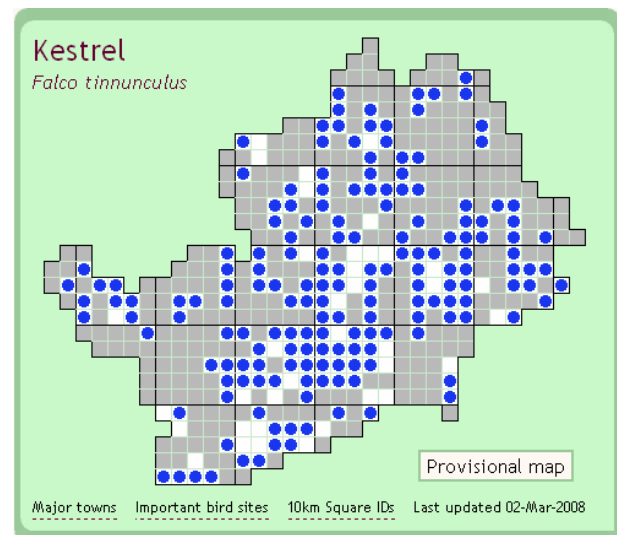 Kestrel
Falco tinnunculus
Provisional map
Major towns Important bird sites 10km Square IDs Last updated 02-Mar-2008